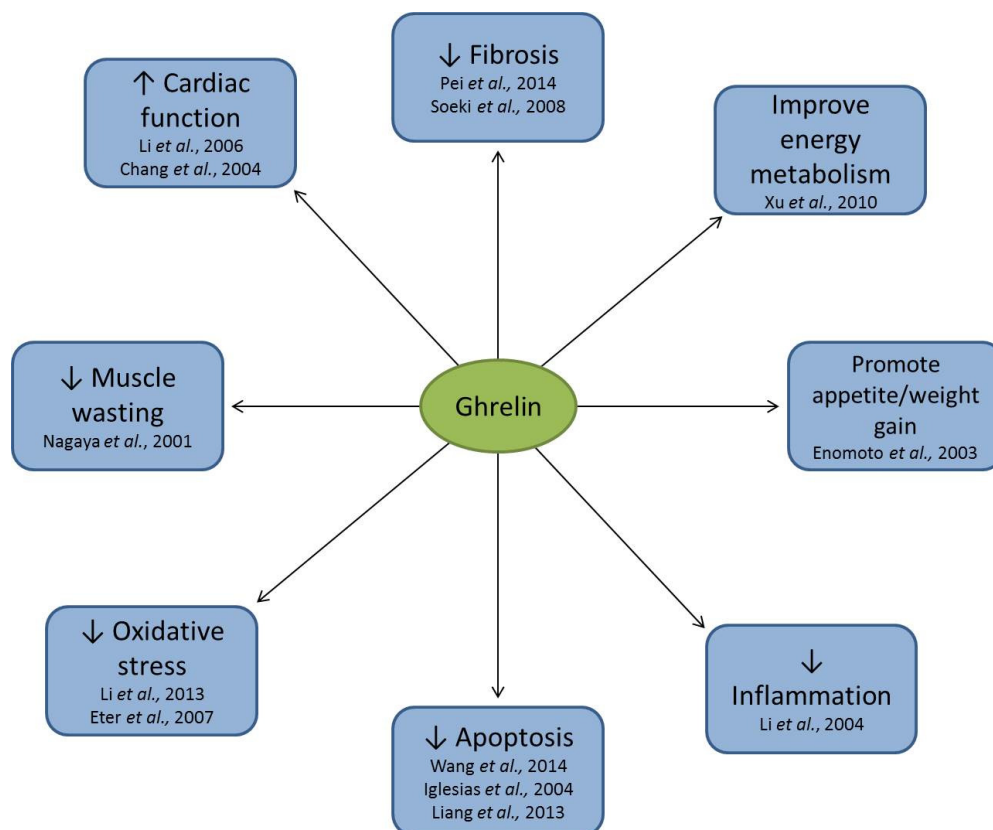 ↓ Fibrosis
Pei et al., 2014
Soeki et al., 2008
↑ Cardiac
function
Li et al., 2006
Chang et al., 2004
Improve
energy
metabolism
Xu et al., 2010
↓ Muscle
wasting
Nagaya et al., 2001
Ghrelin
Promote
appetite/weight
gain
Enomoto et al., 2003
↓ Oxidative
stress
Li et al., 2013
Eter et al., 2007
↓ Apoptosis
Wang et al., 2014
Iglesias et al., 2004
Liang et al., 2013
↓
Inflammation
Li et al., 2004